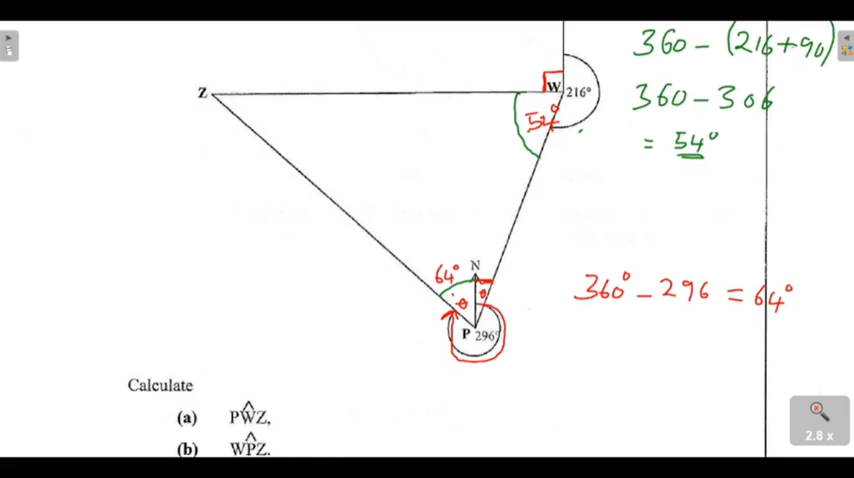 360 - (216+90)
Z
W
216°
360 - 306
54°
= 54°
64°
N
θ
θ
360° - 296 = 64°
P
296°
Calculate
(a) PŴZ,
(b) WP̂Z.
2.8 x